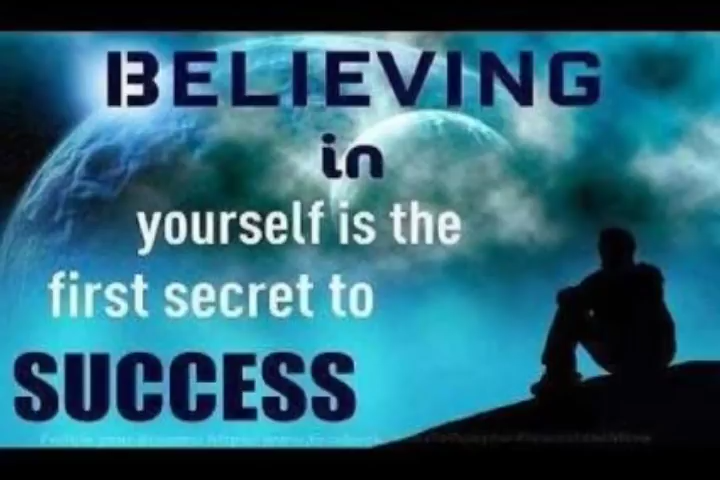 BELIEVING
in
yourself is the
first secret to
SUCCESS